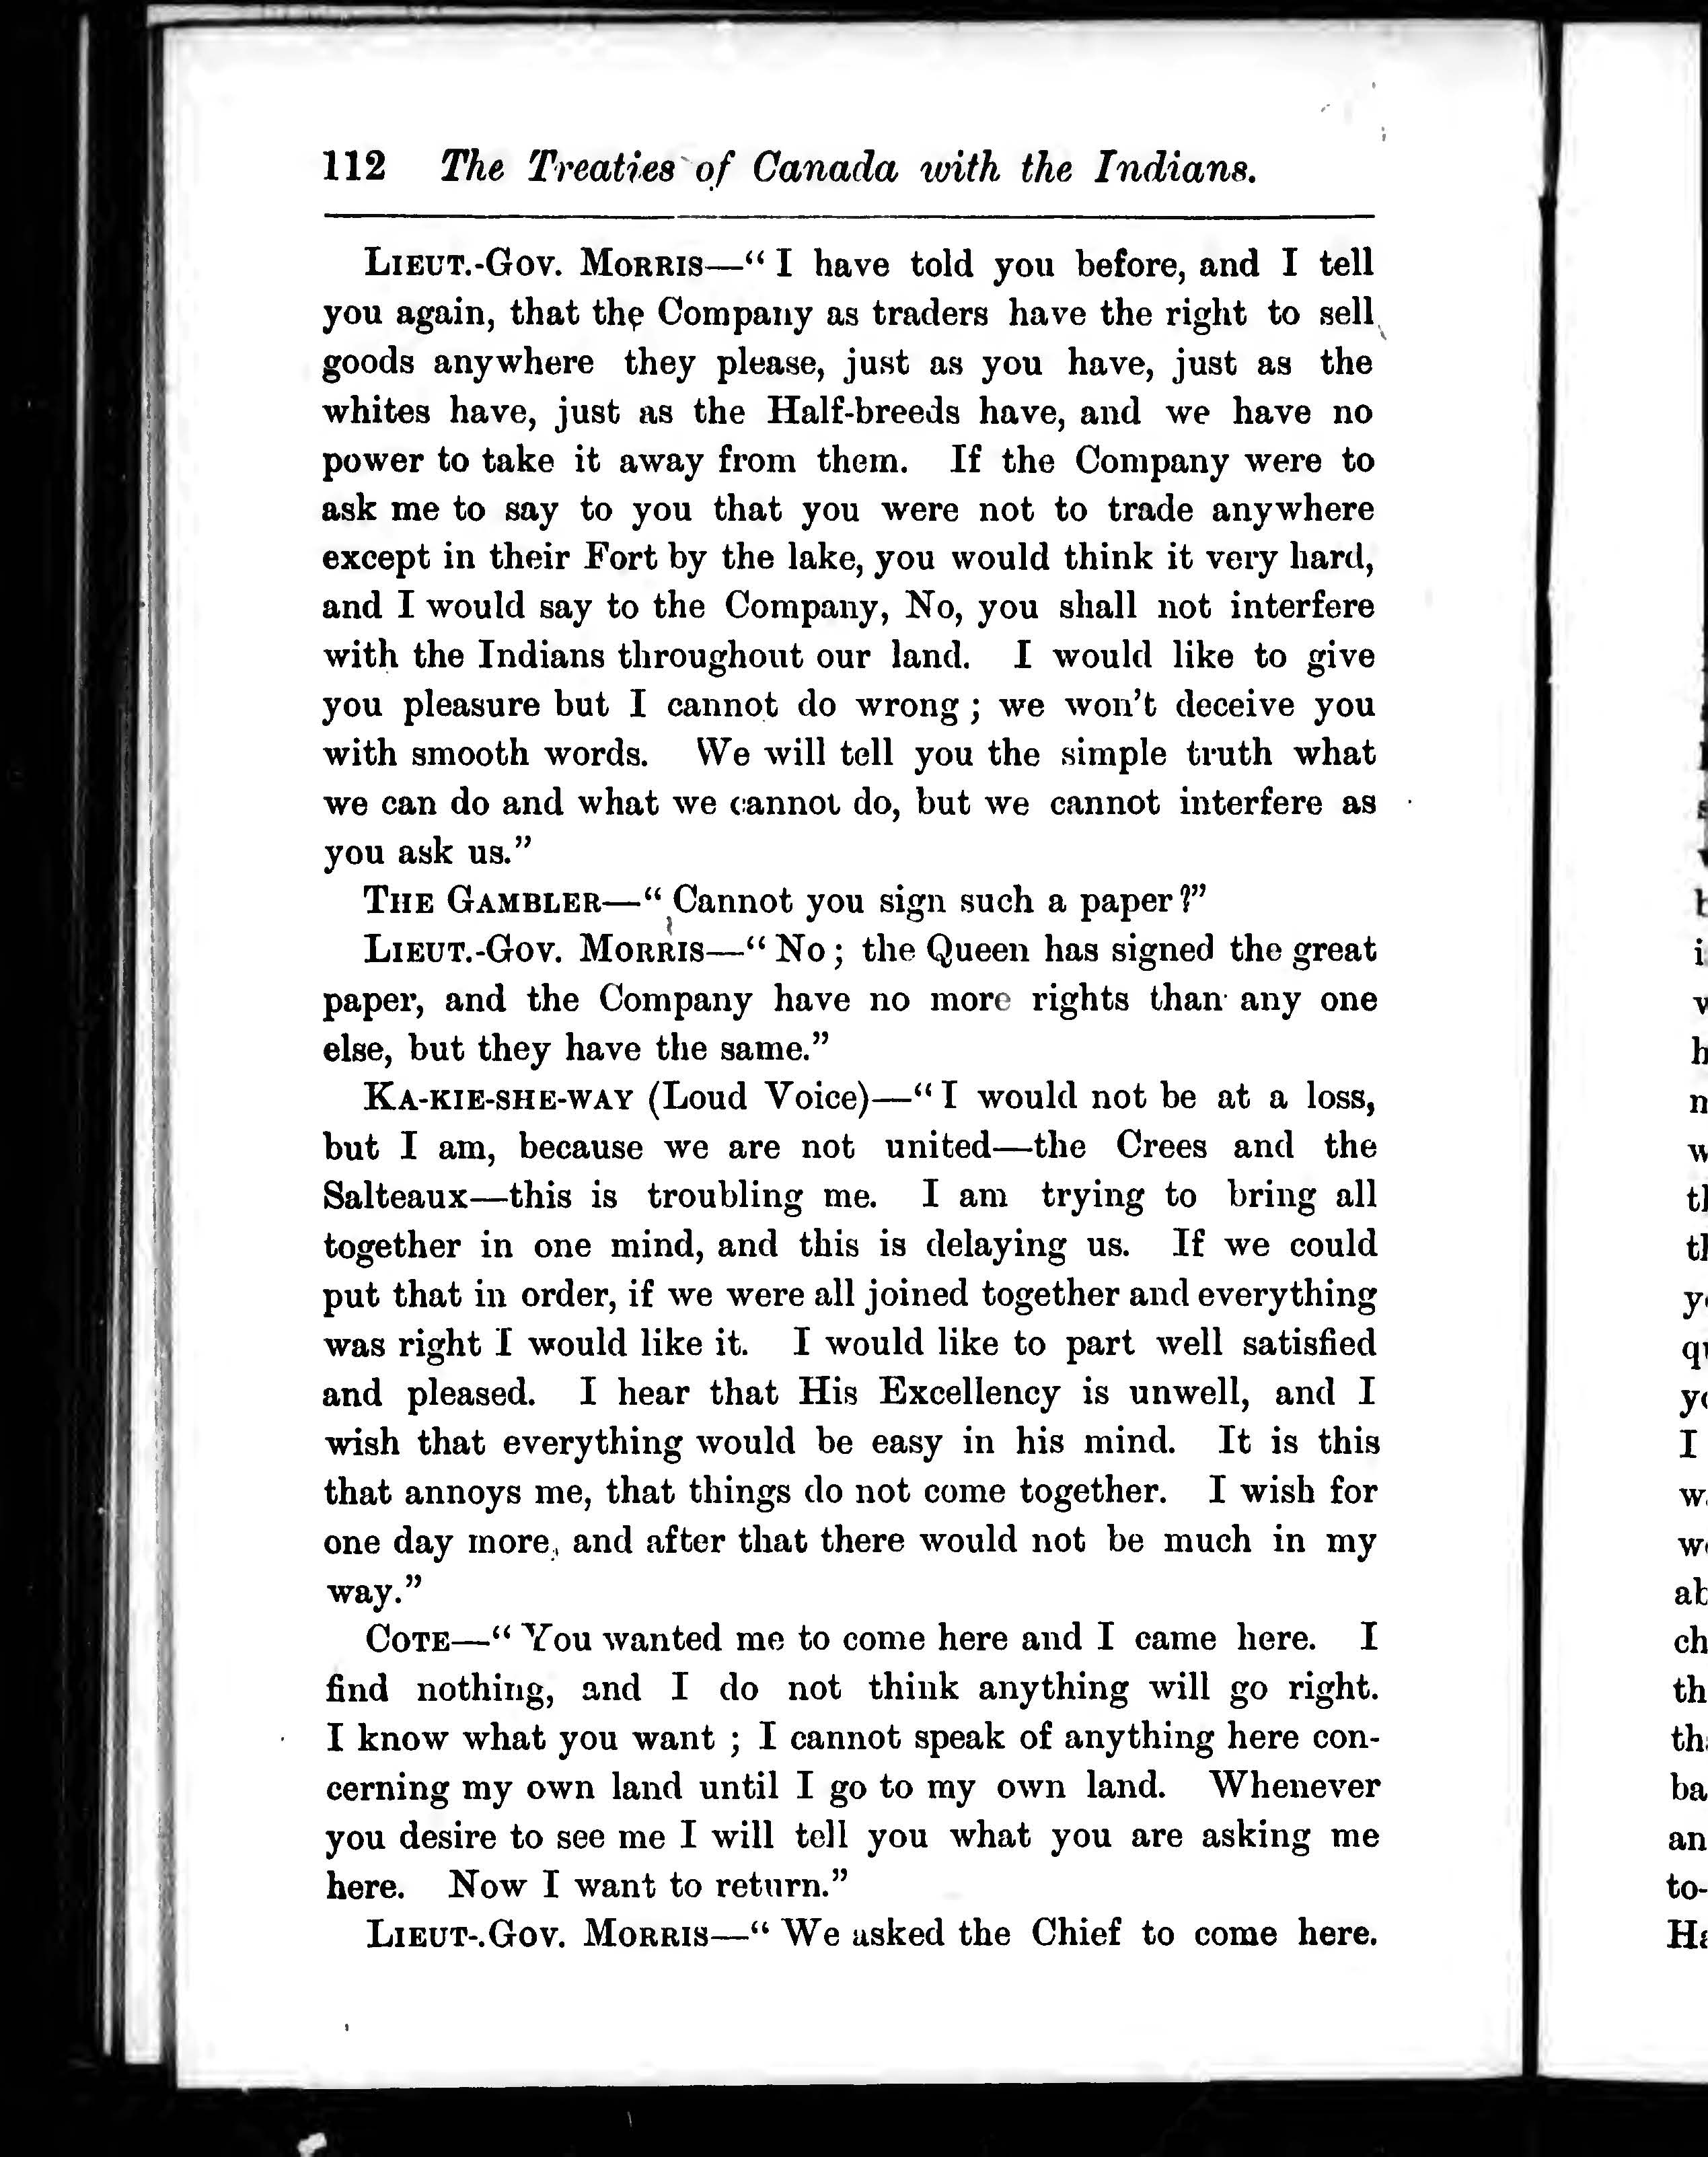 112 The Treaties of Canada with the Indians.
LIEUT.-GOV. MORRIS—“ I have told you before, and I tell
you again, that the Company as traders have the right to sell
goods anywhere they please, just as you have, just as the
whites have, just as the Half-breeds have, and we have no
power to take it away from them. If the Company were to
ask me to say to you that you were not to trade anywhere
except in their Fort by the lake, you would think it very hard,
and I would say to the Company, No, you shall not interfere
with the Indians throughout our land. I would like to give
you pleasure but I cannot do wrong ; we won’t deceive you
with smooth words. We will tell you the simple truth what
we can do and what we cannot do, but we cannot interfere as
you ask us.”
THE GAMBLER—“ Cannot you sign such a paper ?”
LIEUT.-GOV. MORRIS—“ No ; the Queen has signed the great
paper, and the Company have no more rights than any one
else, but they have the same.”
KA-KIE-SHE-WAY (Loud Voice)—“ I would not be at a loss,
but I am, because we are not united—the Crees and the
Salteaux—this is troubling me. I am trying to bring all
together in one mind, and this is delaying us. If we could
put that in order, if we were all joined together and everything
was right I would like it. I would like to part well satisfied
and pleased. I hear that His Excellency is unwell, and I
wish that everything would be easy in his mind. It is this
that annoys me, that things do not come together. I wish for
one day more, and after that there would not be much in my
way.”
COTE—“ You wanted me to come here and I came here. I
find nothing, and I do not think anything will go right.
I know what you want ; I cannot speak of anything here con-
cerning my own land until I go to my own land. Whenever
you desire to see me I will tell you what you are asking me
here. Now I want to return.”
LIEUT-.GOV. MORRIS—“ We asked the Chief to come here.